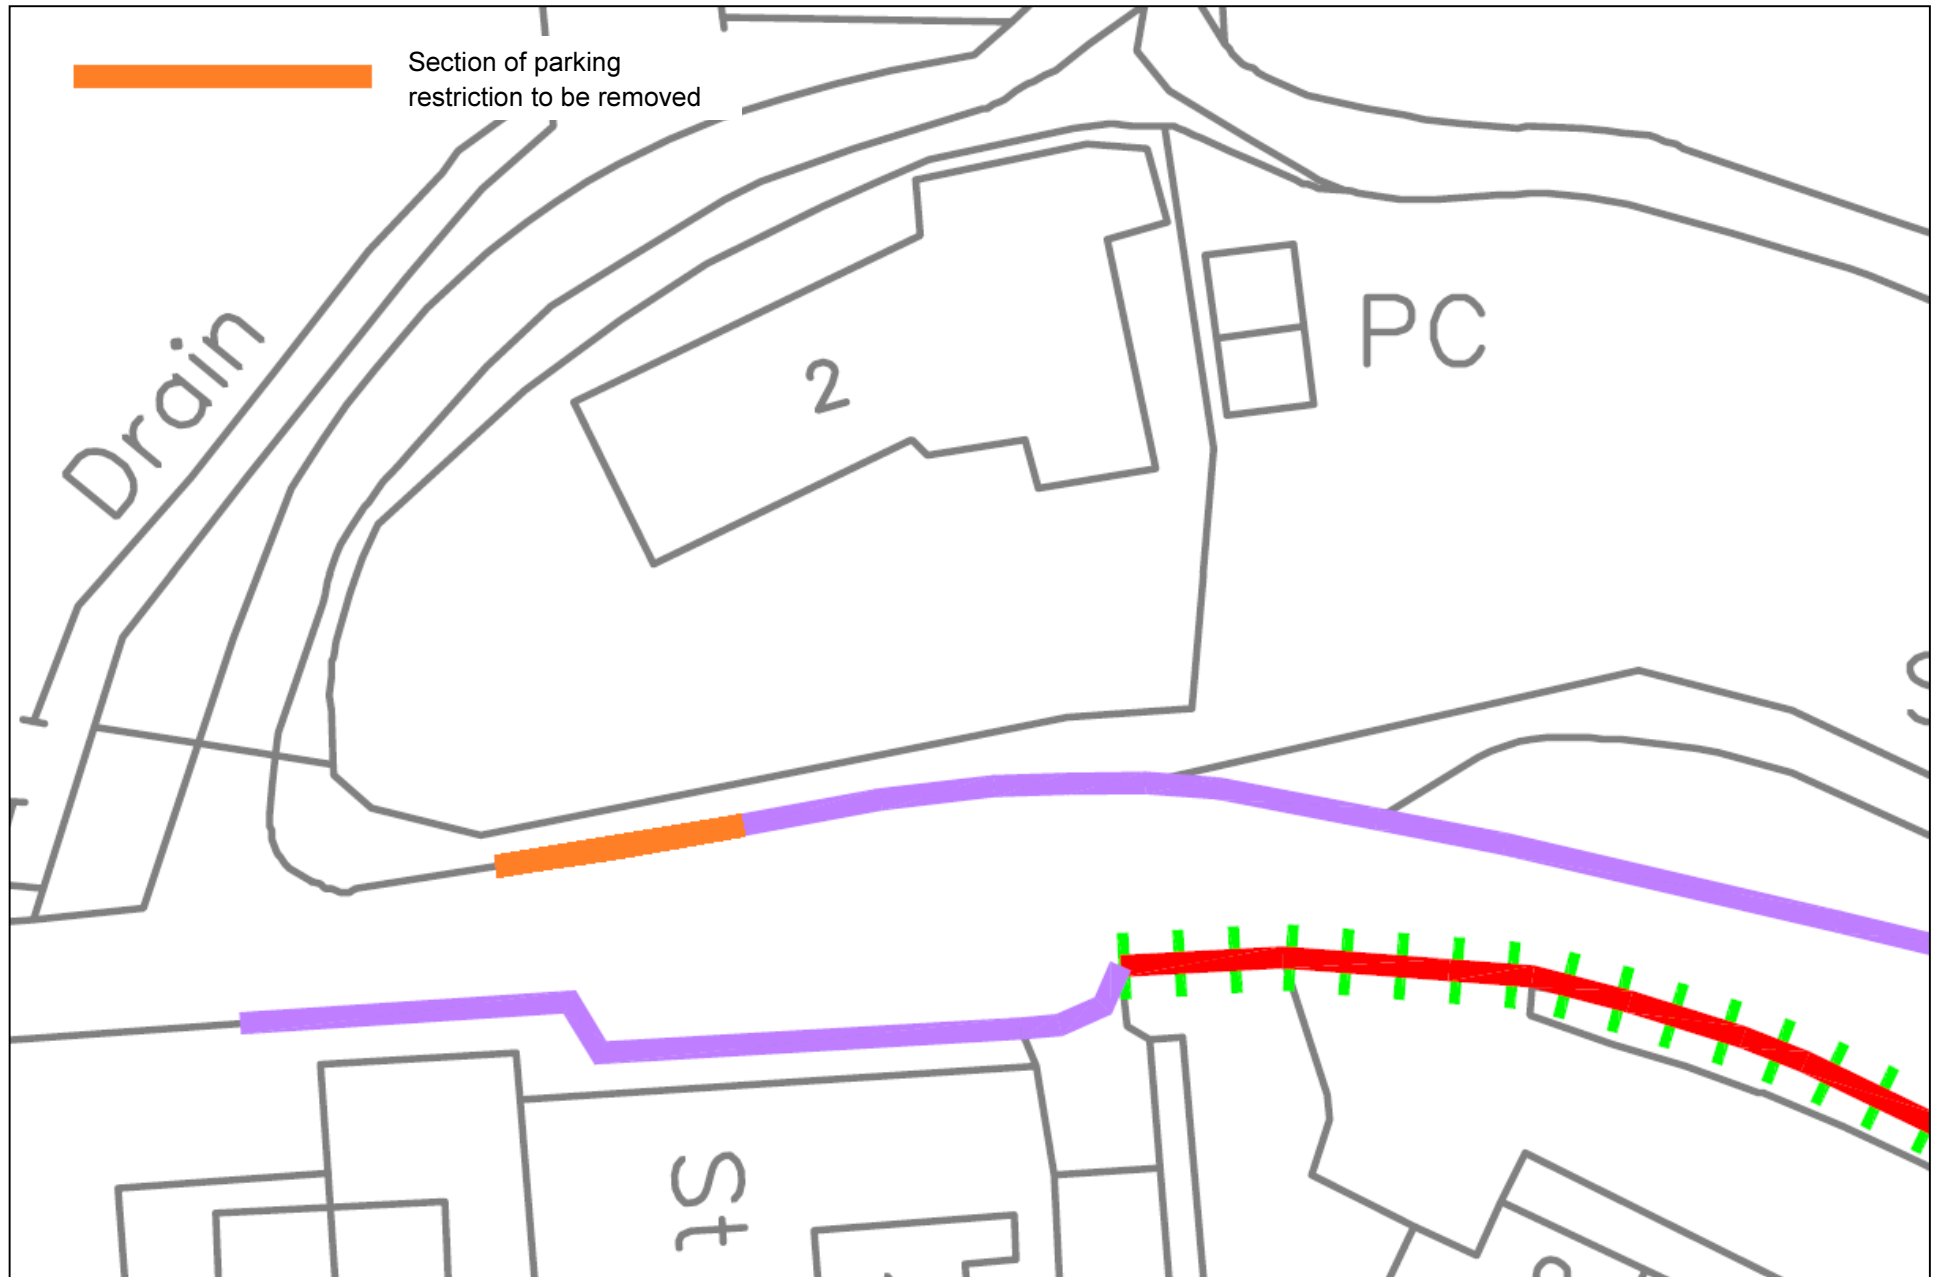 Section of parking
restriction to be removed
Drain
2
PC
St